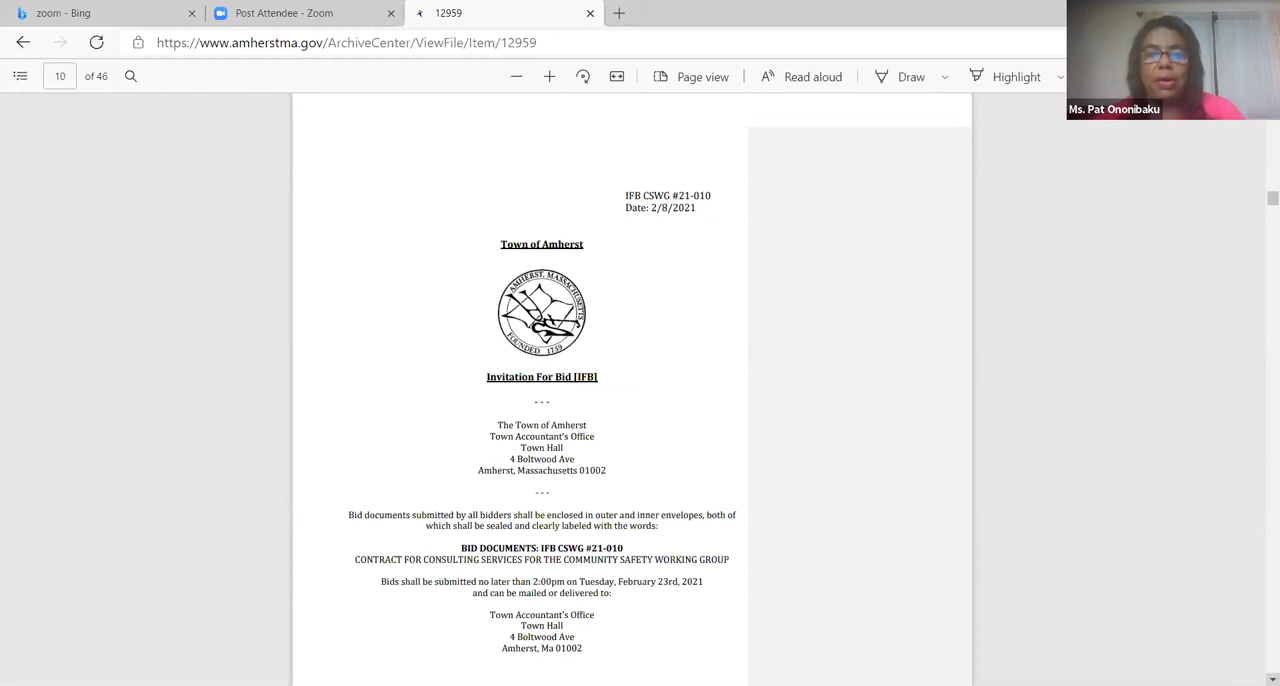 zoom - Bing
Post Attendee - Zoom
12959
https://www.amherstma.gov/ArchiveCenter/ViewFile/Item/12959
10 of 46
Page view
Read aloud
Draw
Highlight
Ms. Pat Ononibaku
IFB CSWG #21-010
Date: 2/8/2021
Town of Amherst
AMHERST, MASSACHUSETTS
FOUNDED 1759
Invitation For Bid [IFB]
- - -
The Town of Amherst
Town Accountant's Office
Town Hall
4 Boltwood Ave
Amherst, Massachusetts 01002
- - -
Bid documents submitted by all bidders shall be enclosed in outer and inner envelopes, both of
which shall be sealed and clearly labeled with the words:
BID DOCUMENTS: IFB CSWG #21-010
CONTRACT FOR CONSULTING SERVICES FOR THE COMMUNITY SAFETY WORKING GROUP
Bids shall be submitted no later than 2:00pm on Tuesday, February 23rd, 2021
and can be mailed or delivered to:
Town Accountant's Office
Town Hall
4 Boltwood Ave
Amherst, Ma 01002